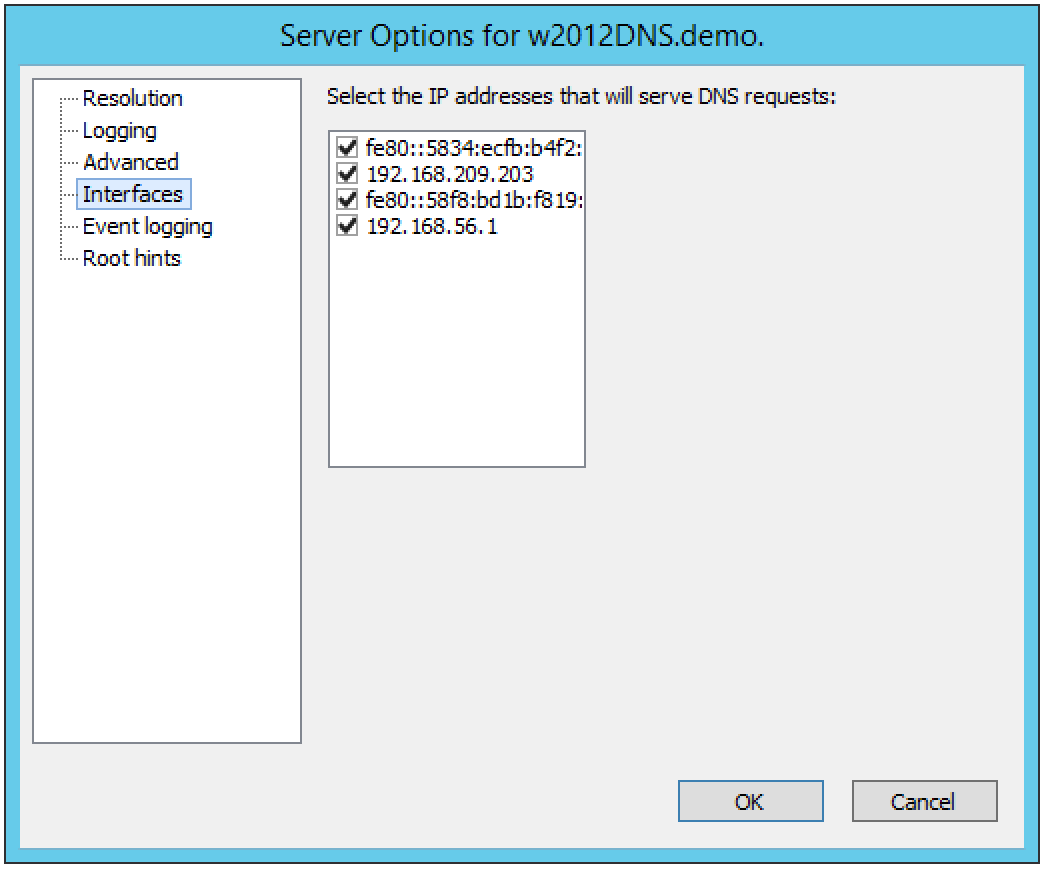 Server Options for w2012DNS.demo.
Resolution
Logging
Advanced
Interfaces
Event logging
Root hints
Select the IP addresses that will serve DNS requests:
fe80::5834:ecfb:b4f2:
192.168.209.203
fe80::58f8:bd1b:f819:
192.168.56.1
OK
Cancel